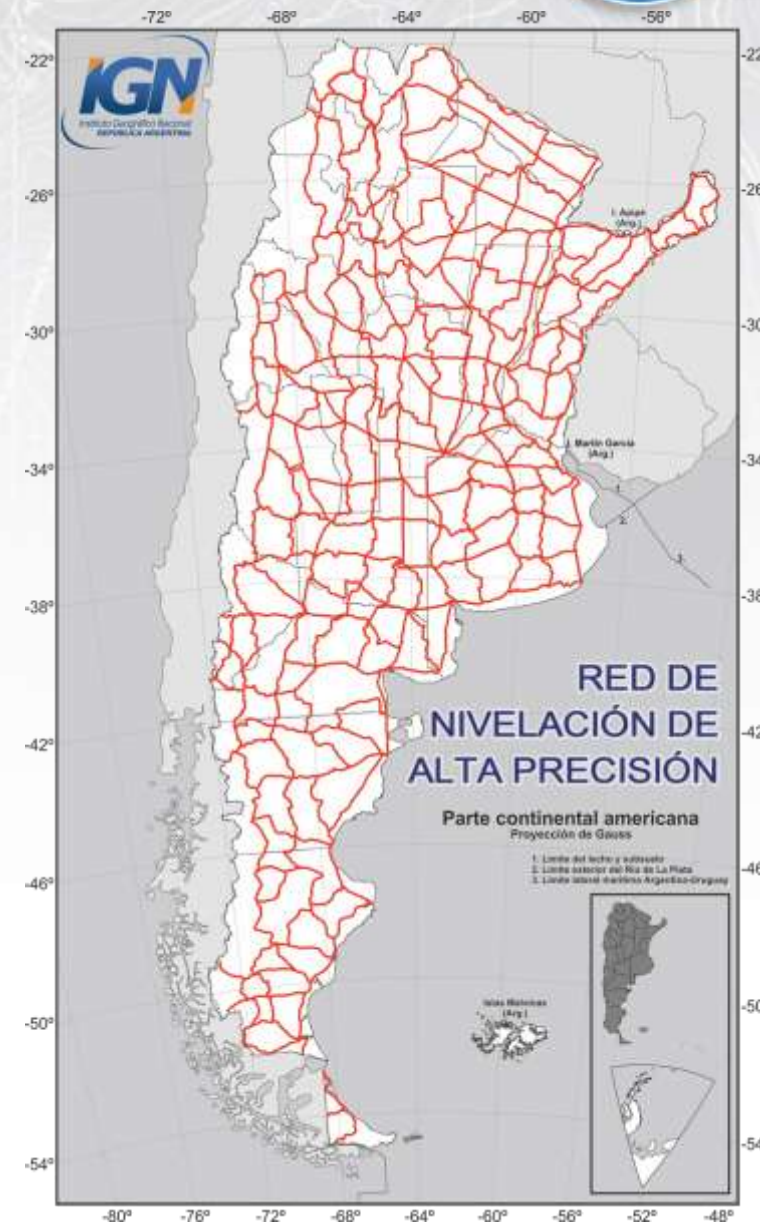 -72° -68° -64° -60° -56°
-22° -22
IGN
Instituto Geográfico Nacional
REPÚBLICA ARGENTINA
-26° -26
I. Apipé
(Arg.)
-30° -30
I. Martín García
(Arg.)
-34° -34
1.
2.
3.
-38° -38
RED DE
NIVELACIÓN DE
ALTA PRECISIÓN
-42° -42
Parte continental americana
Proyección de Gauss
1. Límite del lecho y subsuelo
2. Límite exterior del Río de La Plata
3. Límite lateral marítimo Argentino-Uruguayo
-46° -46
Islas Malvinas
(Arg.)
-50° -50
-54° -54
-80° -76° -72° -68° -64° -60° -56° -52° -48°